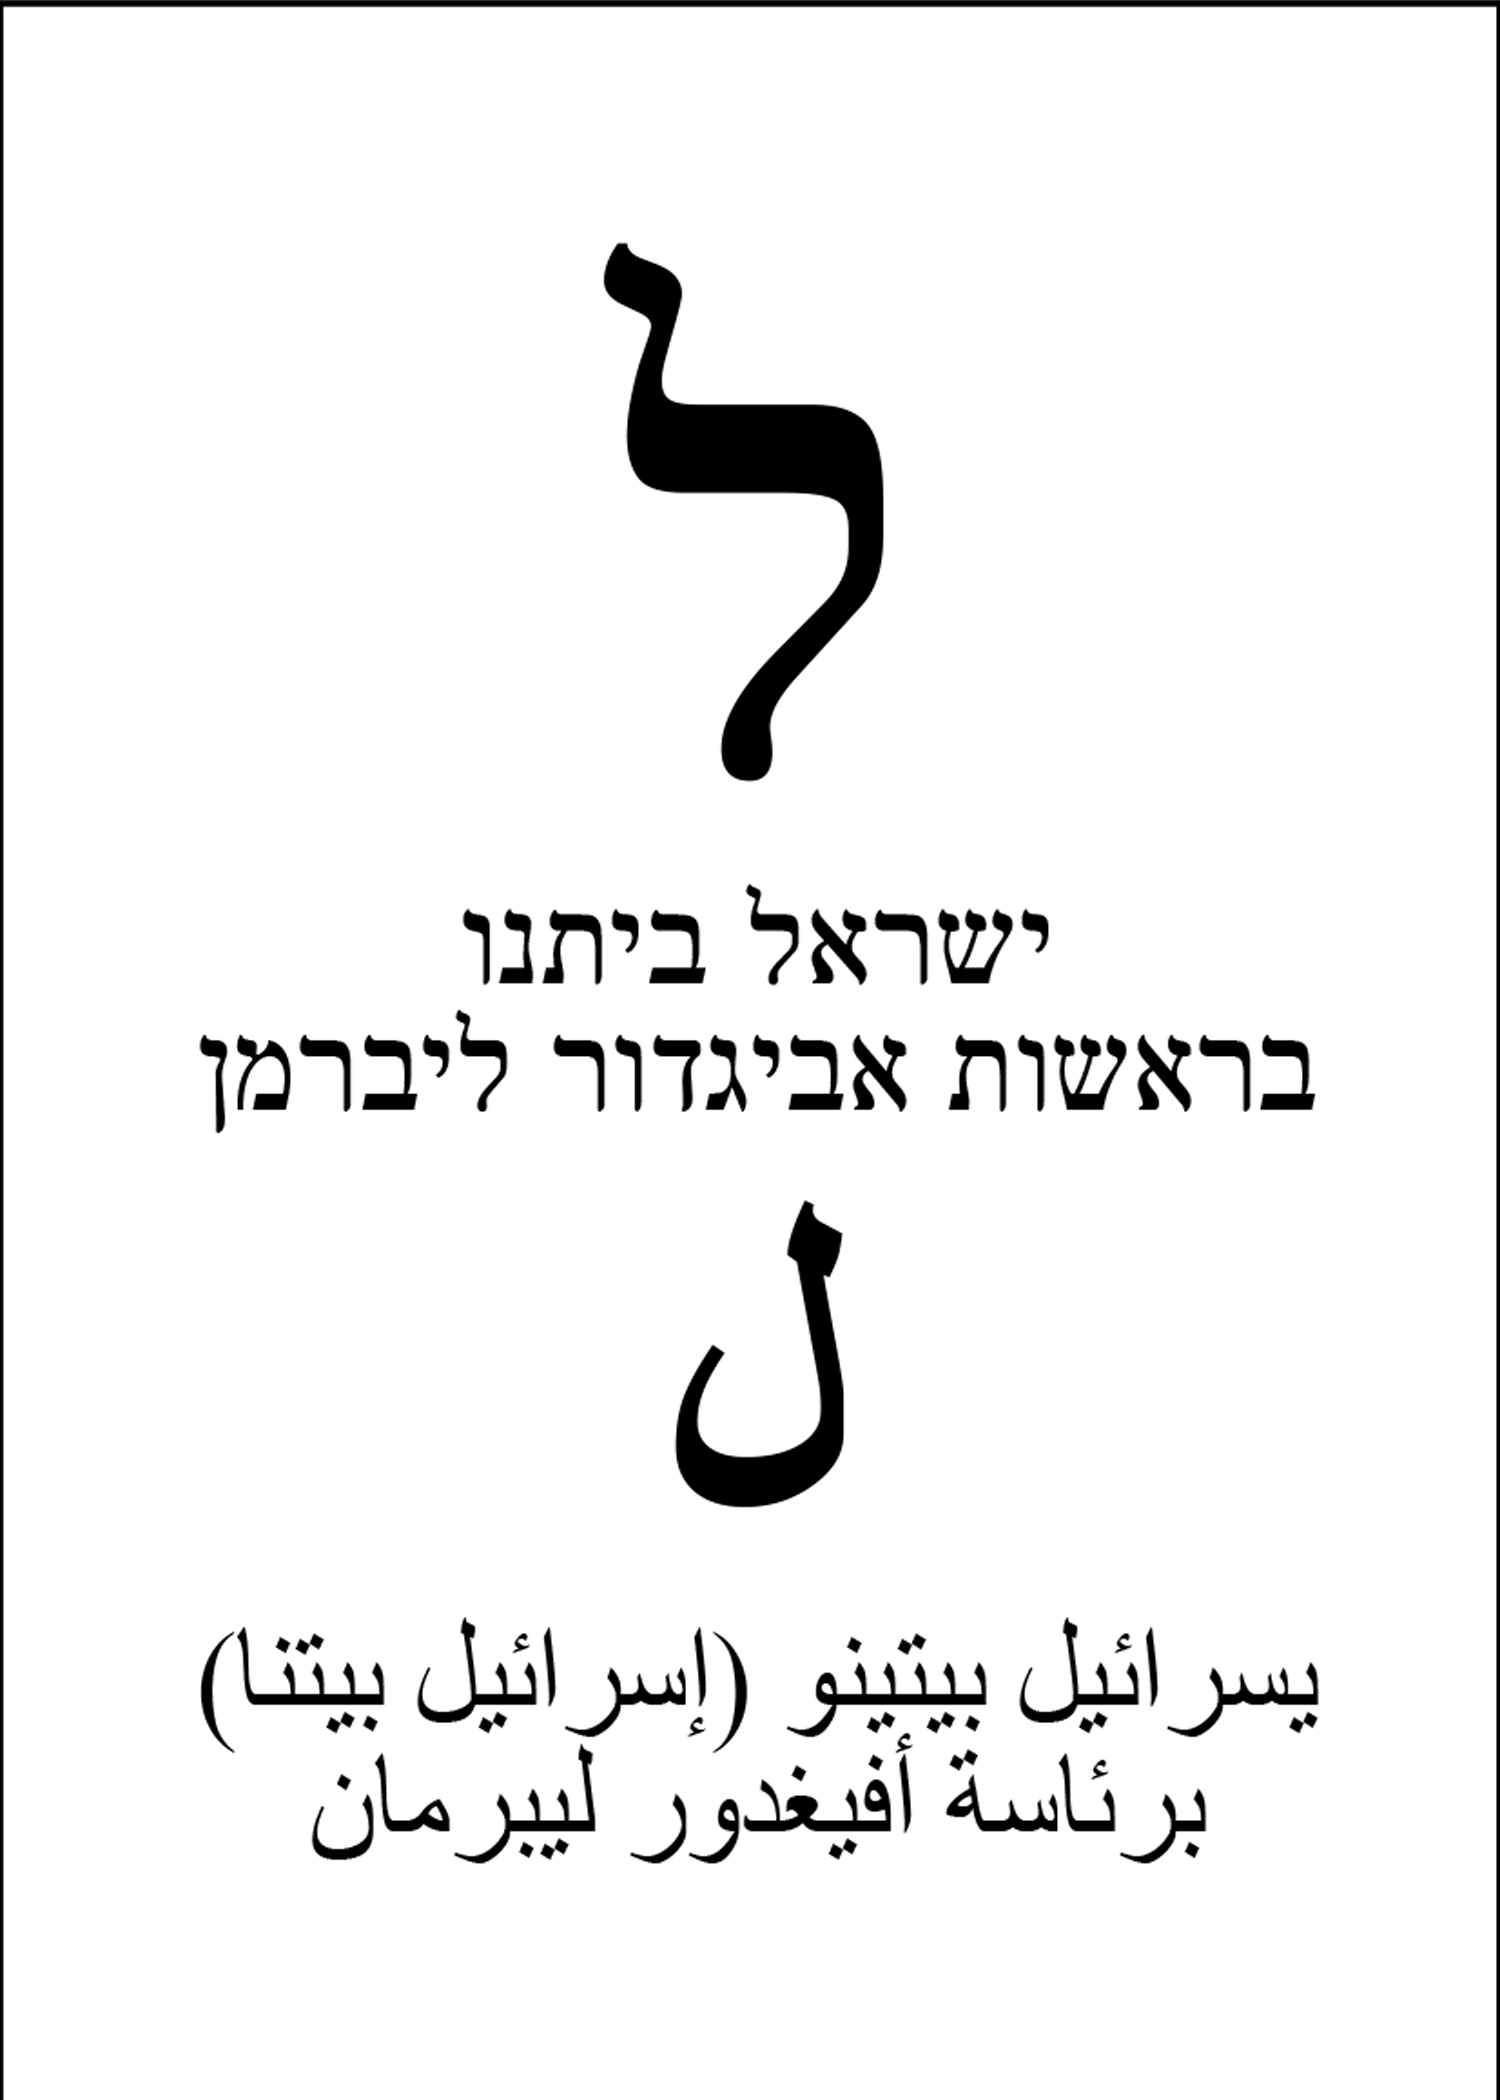 ל
ישראל ביתנו
בראשות אביגדור ליברמן
ل
يسرائيل بيتينو (إسرائيل بيتنا)
برئاسة أفيغدور ليبرمان